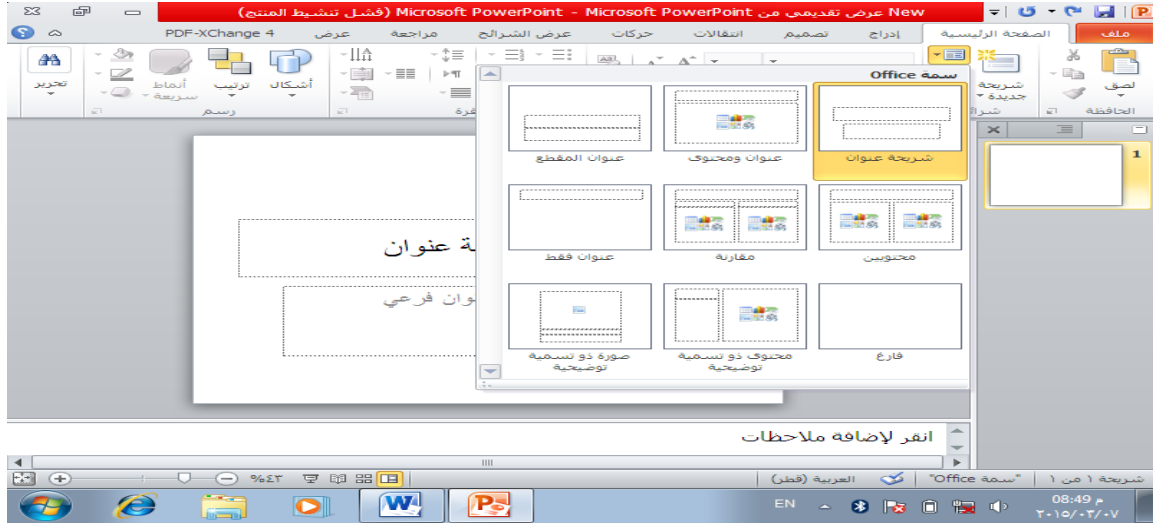 New عرض تقديمي من Microsoft PowerPoint - Microsoft PowerPoint (فشل تنشيط المنتج)
ملف الصفحة الرئيسية إدراج تصميم انتقالات حركات عرض الشرائح مراجعة عرض PDF-XChange 4
لصق
الحافظة
شريحة
جديدة
أشكال
ترتيب
أنماط
سريعة
رسم
تحرير
سمة Office
شريحة عنوان
عنوان ومحتوى
عنوان المقطع
محتويين
مقارنة
عنوان فقط
فارغ
محتوى ذو تسمية
توضيحية
صورة ذو تسمية
توضيحية
1
عنوان
فرعي
انقر لإضافة ملاحظات
شريحة ١ من ١
"سمة Office"
العربية (قطر)
%٤٣
EN
08:49 م
٢٠١٥/٠٣/٠٧